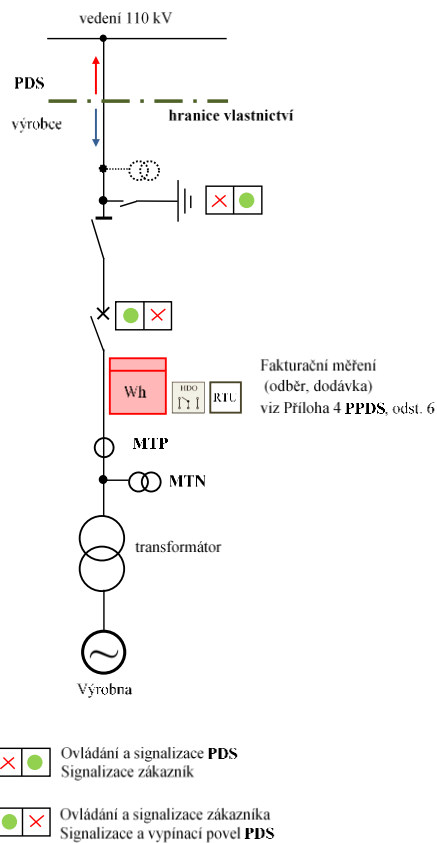 vedení 110 kV
PDS
výrobce
hranice vlastnictví
Wh
HDO
RTU
Fakturační měření
(odběr, dodávka)
viz Příloha 4 PPDS, odst. 6
MTP
MTN
transformátor
Výrobna
Ovládání a signalizace PDS
Signalizace zákazník
Ovládání a signalizace zákazníka
Signalizace a vypínací povel PDS